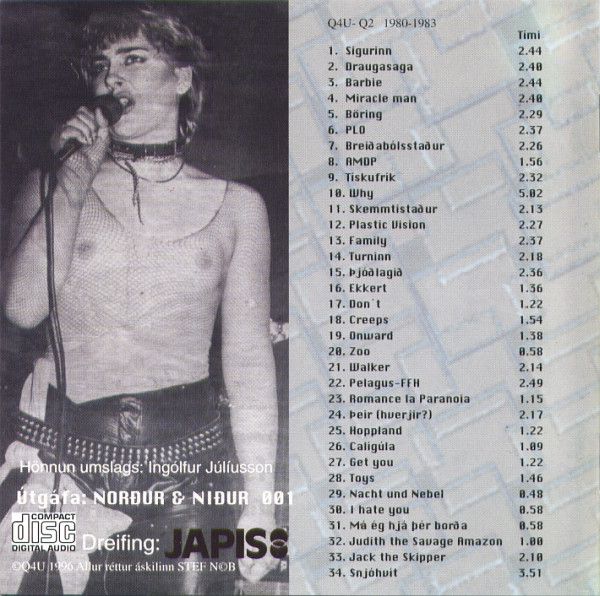 Q4U- Q2 1980-1983
Timi
1. Sigurinn 2.44
2. Draugasaga 2.40
3. Barbie 2.44
4. Miracle man 2.40
5. Böring 2.29
6. PLO 2.37
7. Breiðabólsstaður 2.26
8. AMDP 1.56
9. Tiskufrik 2.32
10. Why 5.02
11. Skemmtistaður 2.13
12. Plastic Vision 2.27
13. Family 2.37
14. Turninn 2.18
15. Þjóðlagið 2.36
16. Ekkert 1.36
17. Don´t 1.22
18. Creeps 1.54
19. Onward 1.38
20. Zoo 0.58
21. Walker 2.14
22. Pelagus-FFH 2.49
23. Romance la Paranoia 1.15
24. Þeir (hverjir?) 2.17
25. Hoppland 1.22
26. Caligúla 1.09
27. Get you 1.22
28. Toys 1.46
29. Nacht und Nebel 0.48
30. I hate you 0.58
31. Má ég hjá þér borða 0.58
32. Judith the Savage Amazon 1.00
33. Jack the Skipper 2.10
34. Snjóhvit 3.51
Hönnun umslags: Ingólfur Júlíusson
Útgáfa: NORÐUR & NIÐUR 001
COMPACT
disc
DIGITAL AUDIO
Dreifing: JAPIS
©Q4U 1996 Allur réttur áskilinn STEF N©B